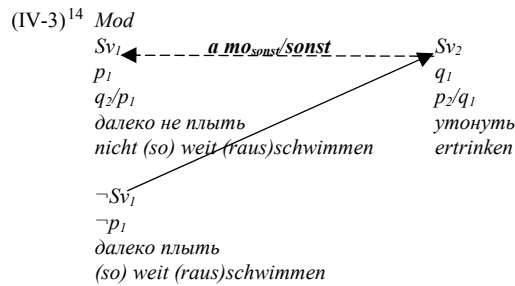 (IV-3)14 Mod
Sv1 a mosonst/sonst Sv2
p1 q1
q2/p1 p2/q1
далеко не плыть утонуть
nicht (so) weit (raus)schwimmen ertrinken
¬Sv1
¬p1
далеко плыть
(so) weit (raus)schwimmen